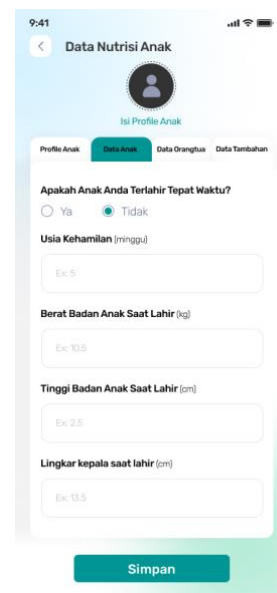 9:41
Data Nutrisi Anak
Isi Profile Anak
Profile Anak Data Anak Data Orangtua Data Tambahan
Apakah Anak Anda Terlahir Tepat Waktu?
Ya Tidak
Usia Kehamilan (minggu)
Ex: 5
Berat Badan Anak Saat Lahir (kg)
Ex: 10.5
Tinggi Badan Anak Saat Lahir (cm)
Ex: 2.5
Lingkar kepala saat lahir (cm)
Ex: 13.5
Simpan